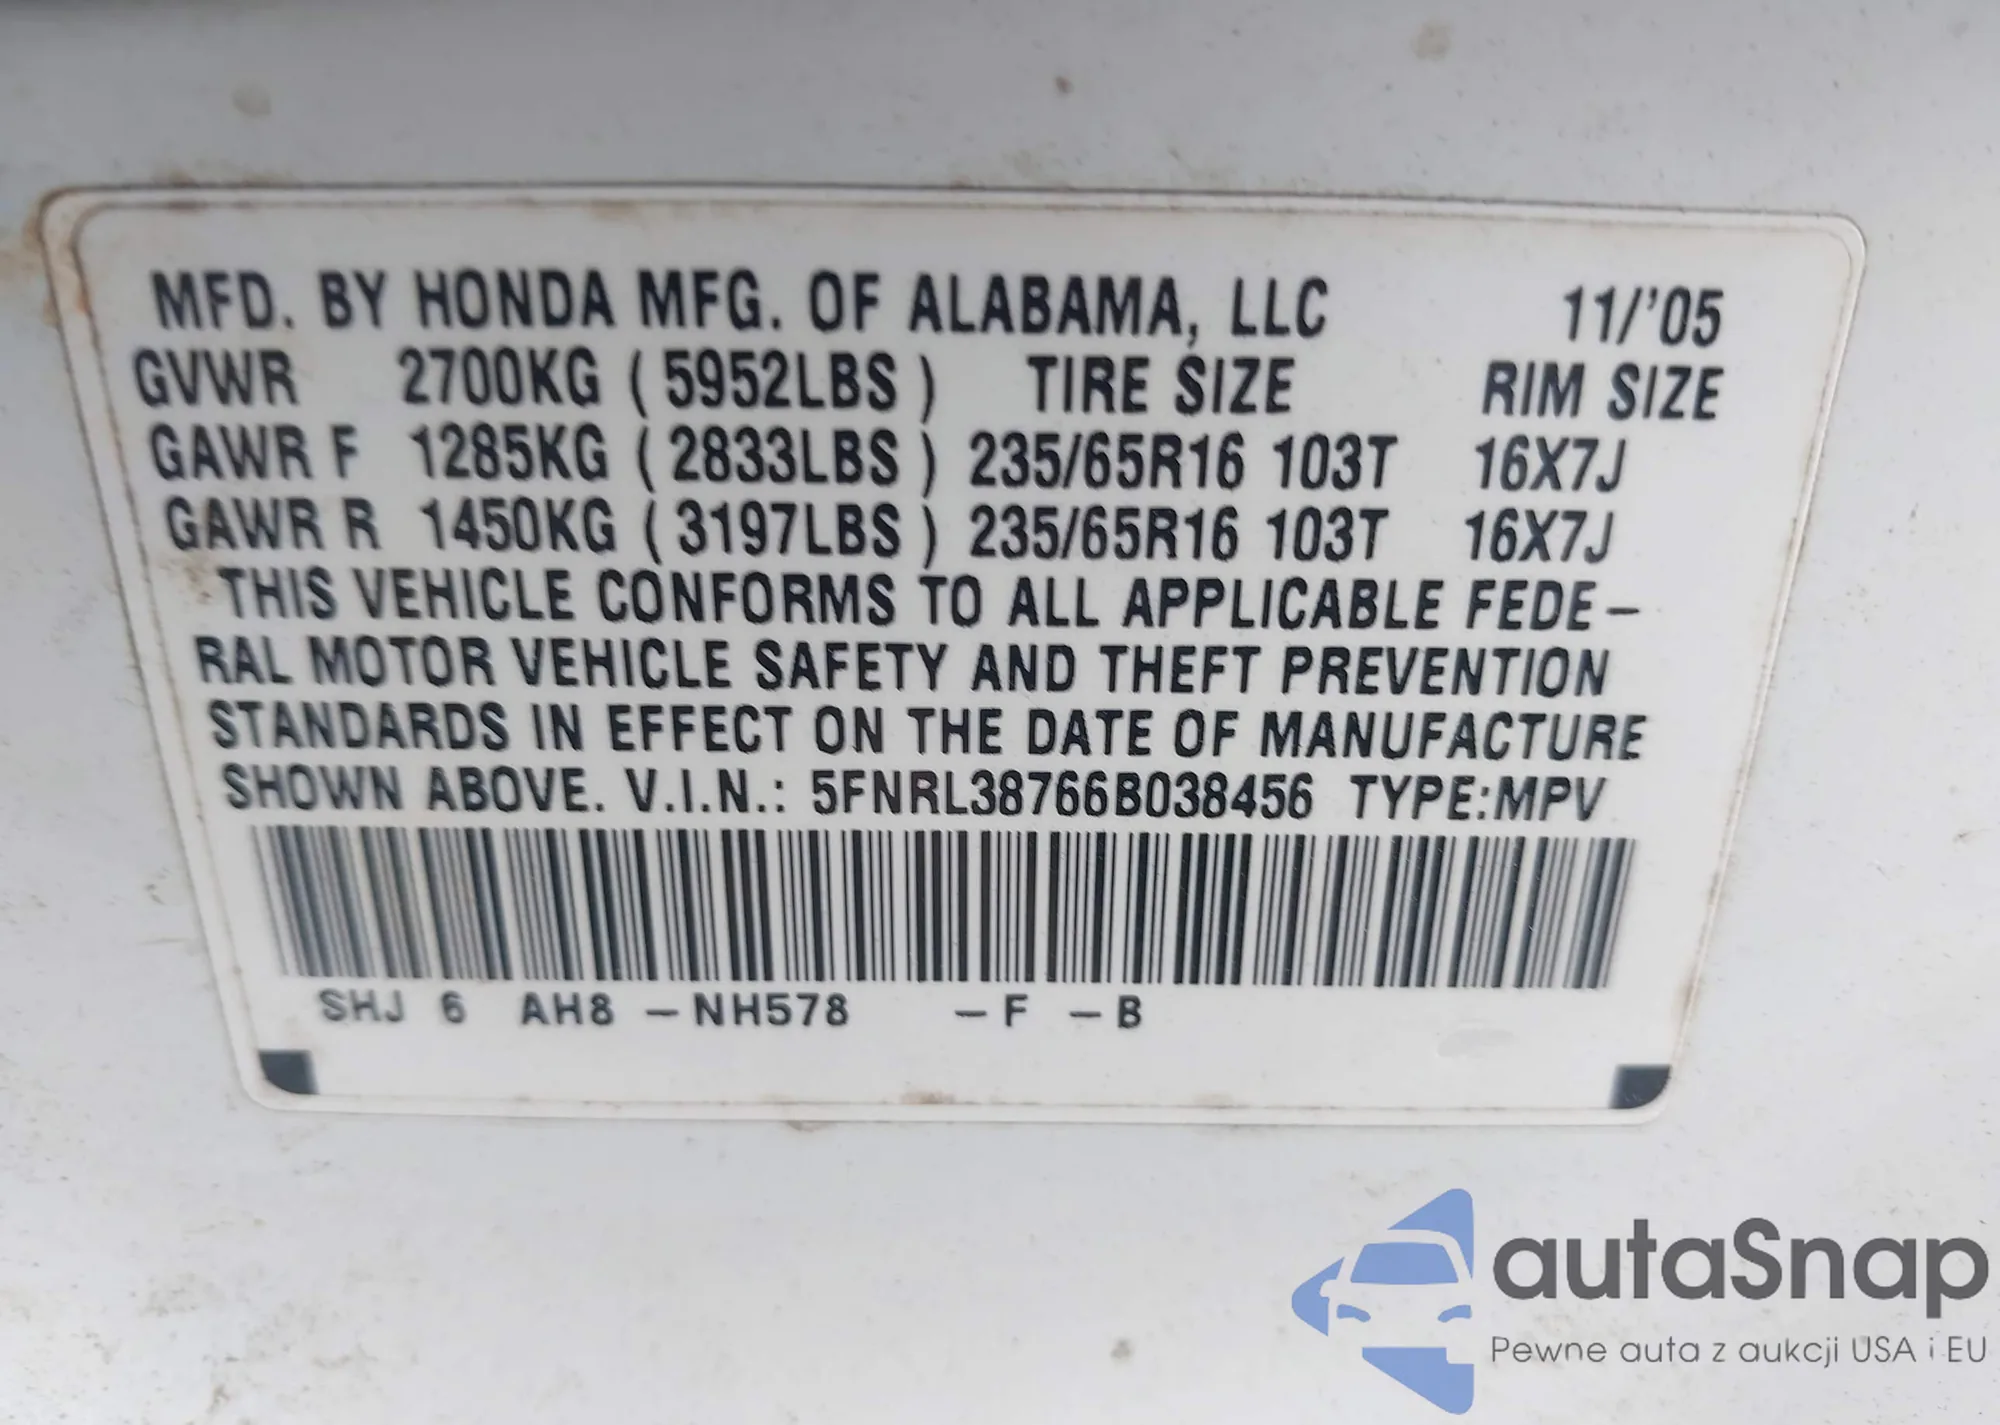 MFD. BY HONDA MFG. OF ALABAMA, LLC 11/'05
GVWR 2700KG (5952LBS) TIRE SIZE RIM SIZE
GAWR F 1285KG (2833LBS) 235/65R16 103T 16X7J
GAWR R 1450KG (3197LBS) 235/65R16 103T 16X7J
THIS VEHICLE CONFORMS TO ALL APPLICABLE FEDE-
RAL MOTOR VEHICLE SAFETY AND THEFT PREVENTION
STANDARDS IN EFFECT ON THE DATE OF MANUFACTURE
SHOWN ABOVE. V.I.N.: 5FNRL38766B038456 TYPE:MPV
SHJ 6 AH8 -NH578 -F -B
autaSnap
Pewne auta z aukcji USA i EU